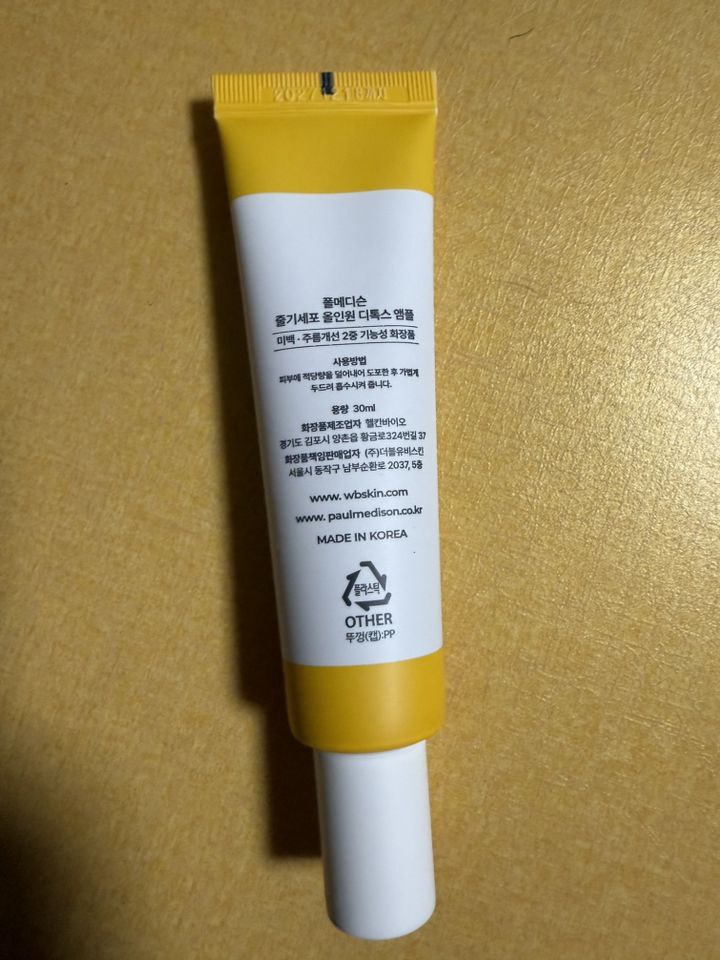 폴메디슨
줄기세포 올인원 디톡스 앰플
미백 · 주름개선 2중 기능성 화장품
사용방법
피부에 적당량을 덜어내어 도포한 후 가볍게
두드려 흡수시켜 줍니다.
용량 30ml
화장품제조업자 헬칸바이오
경기도 김포시 양촌읍 황금로324번길 37
화장품책임판매업자 (주)더블유비스킨
서울시 동작구 남부순환로 2037, 5층
www. wbskin.com
www. paulmedison.co.kr
MADE IN KOREA
플라스틱
OTHER
뚜껑(캡):PP